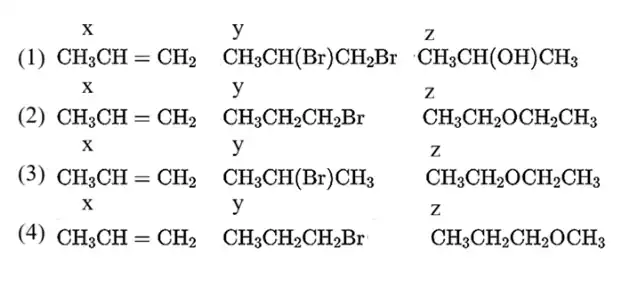 x y z
(1) CH₃CH = CH₂ CH₃CH(Br)CH₂Br CH₃CH(OH)CH₃
x y z
(2) CH₃CH = CH₂ CH₃CH₂CH₂Br CH₃CH₂OCH₂CH₃
x y z
(3) CH₃CH = CH₂ CH₃CH(Br)CH₃ CH₃CH₂OCH₂CH₃
x y z
(4) CH₃CH = CH₂ CH₃CH₂CH₂Br CH₃CH₂CH₂OCH₃